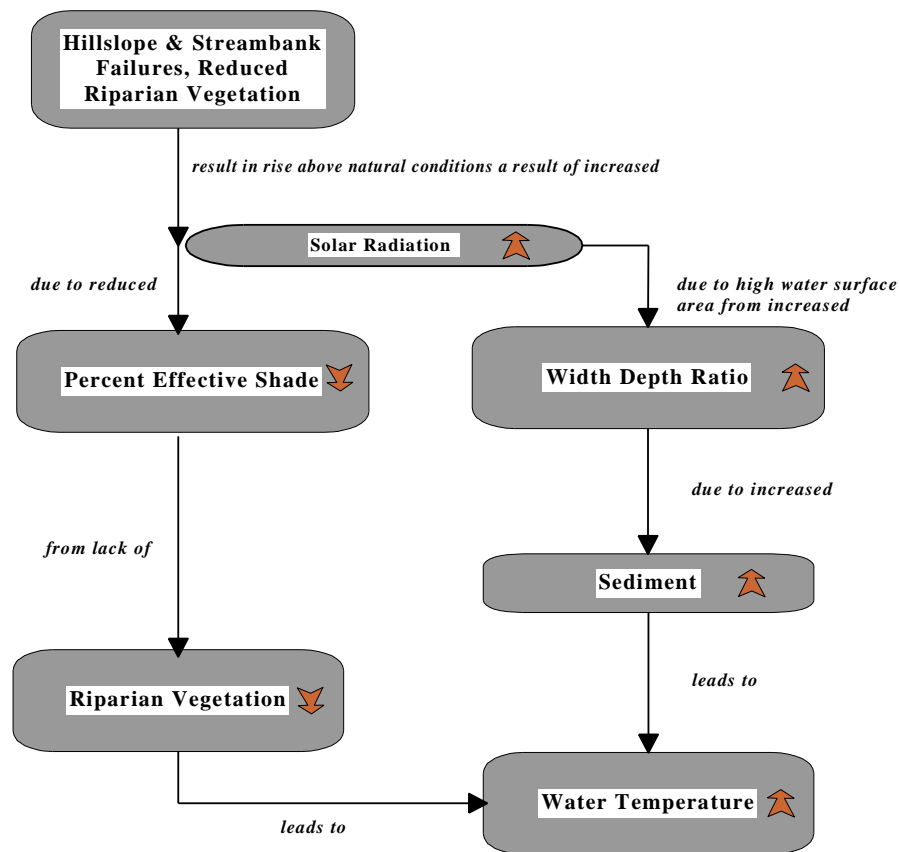 Hillslope & Streambank
Failures, Reduced
Riparian Vegetation
result in rise above natural conditions a result of increased
Solar Radiation
due to reduced
due to high water surface
area from increased
Percent Effective Shade
Width Depth Ratio
due to increased
from lack of
Sediment
Riparian Vegetation
leads to
Water Temperature
leads to